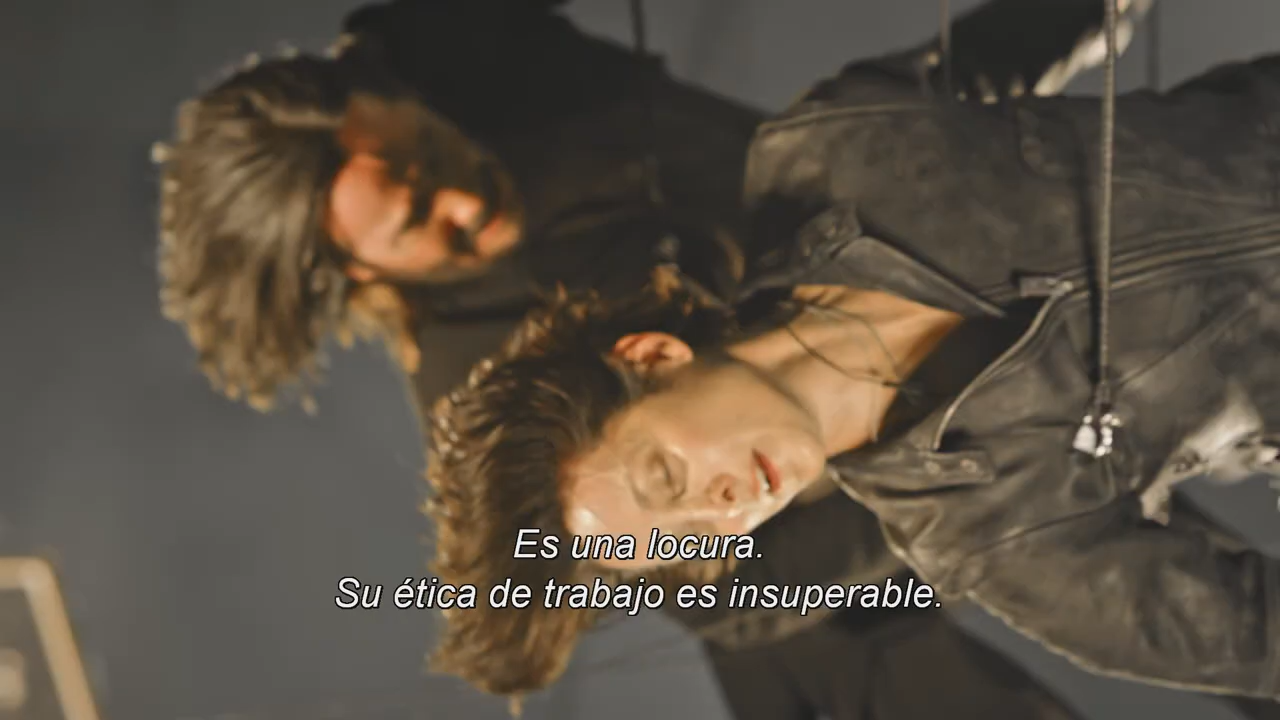 Es una locura.
Su ética de trabajo es insuperable.